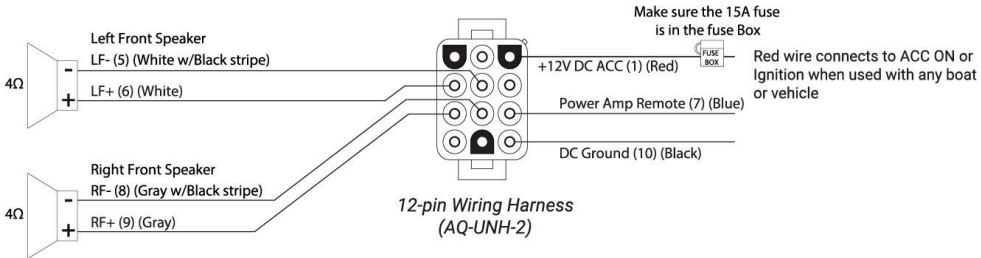 Make sure the 15A fuse
is in the fuse Box
Left Front Speaker
LF- (5) (White w/Black stripe)
4Ω
-
+
LF+ (6) (White)
+12V DC ACC (1) (Red)
FUSE
BOX
Red wire connects to ACC ON or
Ignition when used with any boat
or vehicle
Power Amp Remote (7) (Blue)
DC Ground (10) (Black)
Right Front Speaker
RF- (8) (Gray w/Black stripe)
4Ω
-
+
RF+ (9) (Gray)
12-pin Wiring Harness
(AQ-UNH-2)